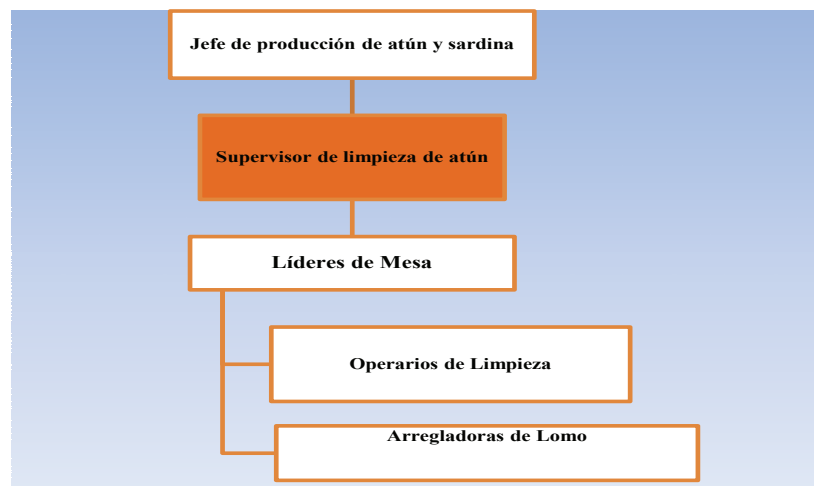 Jefe de producción de atún y sardina
Supervisor de limpieza de atún
Líderes de Mesa
Operarios de Limpieza
Arregladoras de Lomo